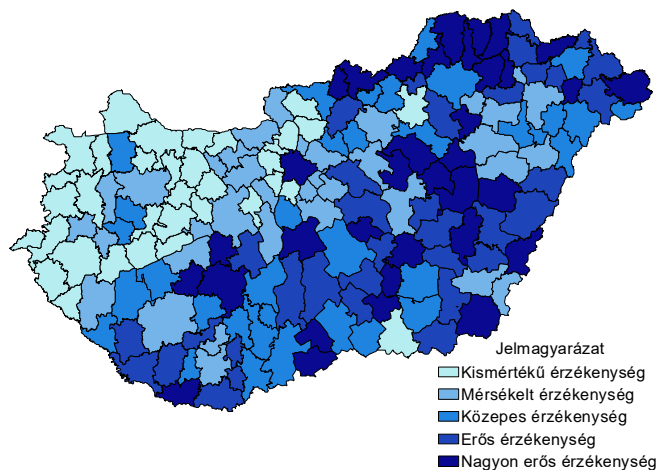 Jelmagyarázat
Kismértékű érzékenység
Mérsékelt érzékenység
Közepes érzékenység
Erős érzékenység
Nagyon erős érzékenység